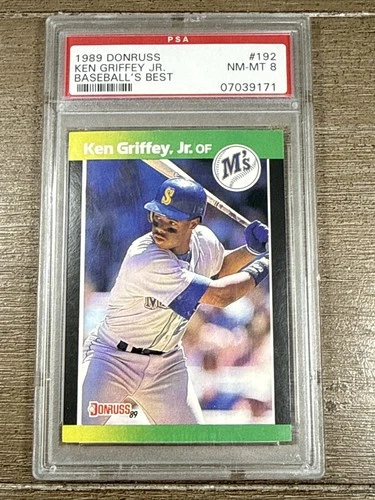 PSA
1989 DONRUSS #192
KEN GRIFFEY JR. NM-MT 8
BASEBALL'S BEST 07039171
Ken Griffey, Jr. OF
M's
S
DONRUSS
89